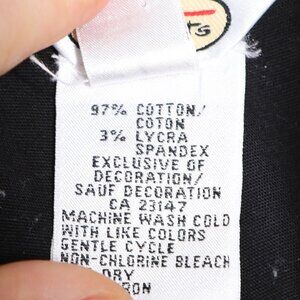 97% COTTON/
COTON
3% LYCRA
SPANDEX
EXCLUSIVE OF
DECORATION/
SAUF DECORATION
CA 23147
MACHINE WASH COLD
WITH LIKE COLORS
GENTLE CYCLE
NON-CHLORINE BLEACH
DRY
RON